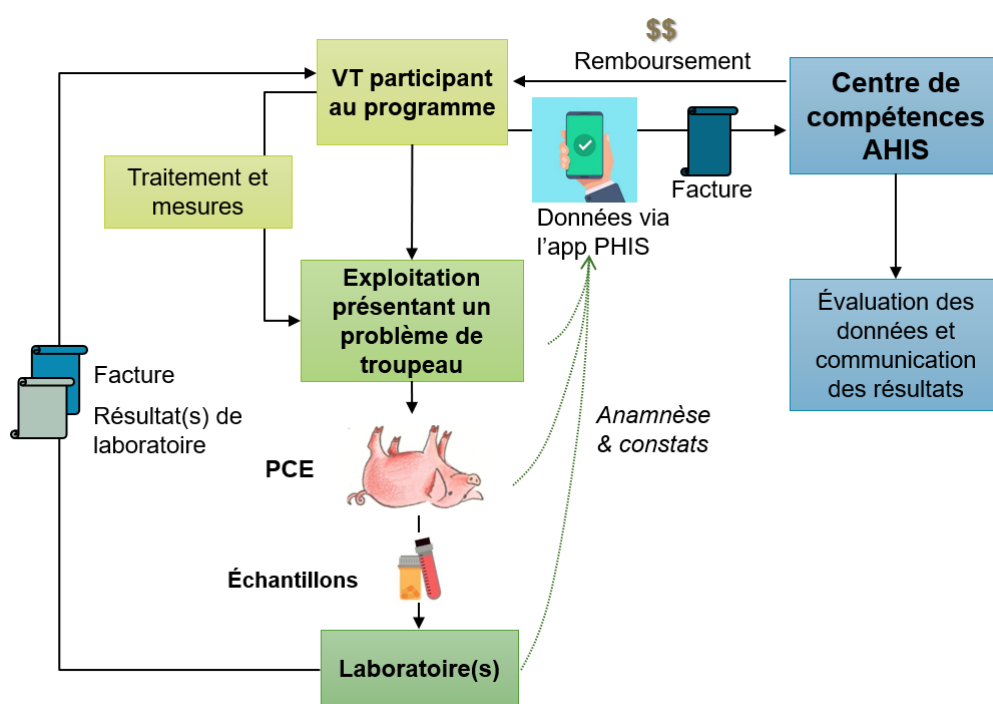 $$
Remboursement
VT participant
au programme
Centre de
compétences
AHIS
Traitement et
mesures
Facture
Données via
l'app PHIS
Exploitation
présentant un
problème de
troupeau
Évaluation des
données et
communication
des résultats
Facture
Résultat(s) de
laboratoire
Anamnèse
& constats
PCE
Échantillons
Laboratoire(s)